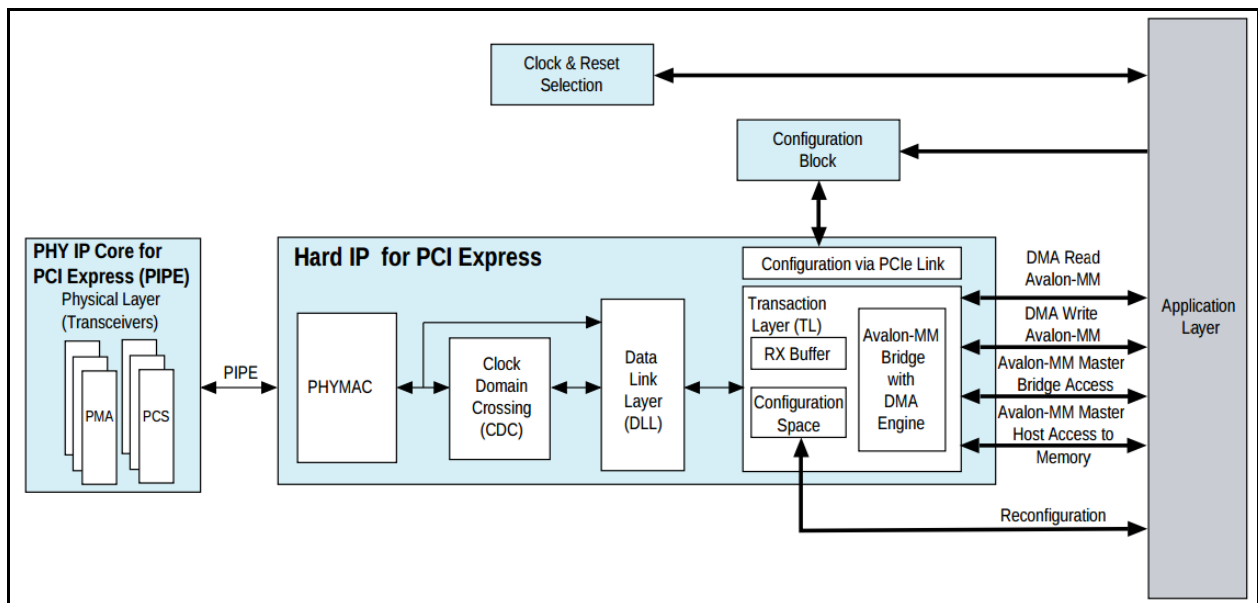 Clock & Reset
Selection
Configuration
Block
PHY IP Core for
PCI Express (PIPE)
Physical Layer
(Transceivers)
PMA
PCS
PIPE
Hard IP for PCI Express
PHYMAC
Clock
Domain
Crossing
(CDC)
Data
Link
Layer
(DLL)
Configuration via PCIe Link
Transaction
Layer (TL)
RX Buffer
Configuration
Space
Avalon-MM
Bridge
with
DMA
Engine
DMA Read
Avalon-MM
DMA Write
Avalon-MM
Avalon-MM Master
Bridge Access
Avalon-MM Master
Host Access to
Memory
Reconfiguration
Application
Layer